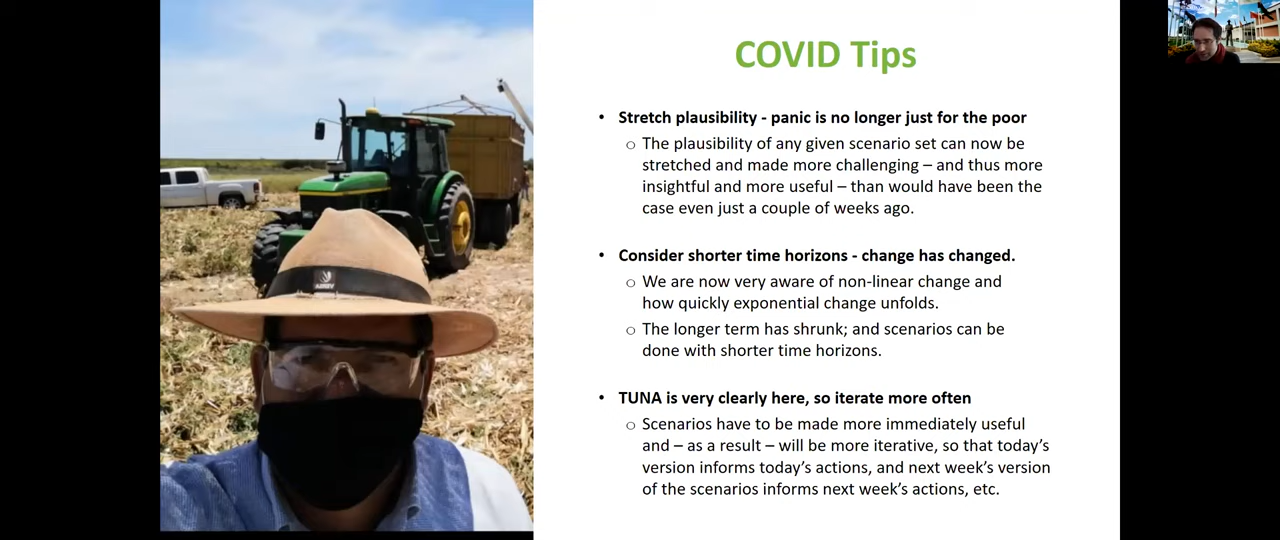 COVID Tips
• Stretch plausibility - panic is no longer just for the poor
○ The plausibility of any given scenario set can now be
stretched and made more challenging – and thus more
insightful and more useful – than would have been the
case even just a couple of weeks ago.
• Consider shorter time horizons - change has changed.
○ We are now very aware of non-linear change and
how quickly exponential change unfolds.
○ The longer term has shrunk; and scenarios can be
done with shorter time horizons.
• TUNA is very clearly here, so iterate more often
○ Scenarios have to be made more immediately useful
and – as a result – will be more iterative, so that today’s
version informs today’s actions, and next week’s version
of the scenarios informs next week’s actions, etc.